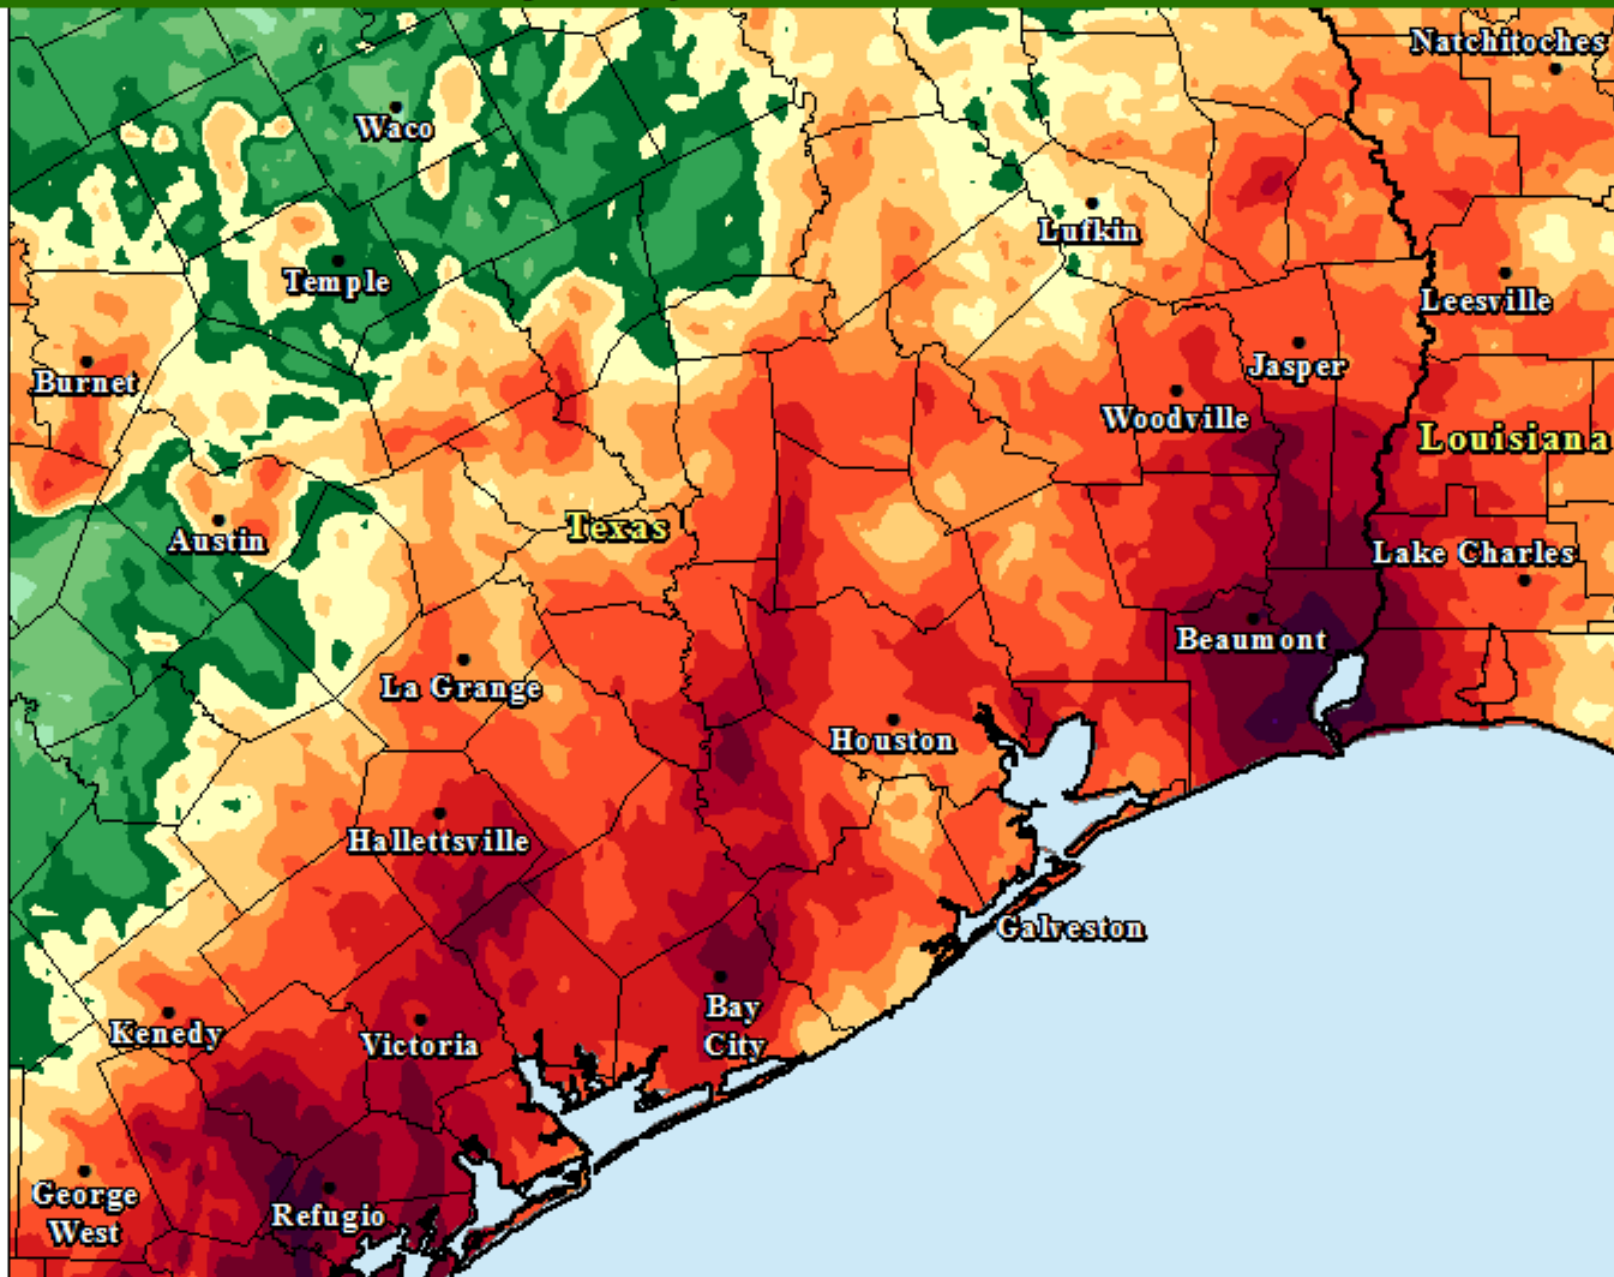 Natchitoches
Waco
Lufkin
Temple
Leesville
Burnet
Jasper
Woodville
Louisiana
Texas
Austin
Lake Charles
Beaumont
La Grange
Houston
Hallettsville
Galveston
Bay
City
Kenedy
Victoria
George
West
Refugio